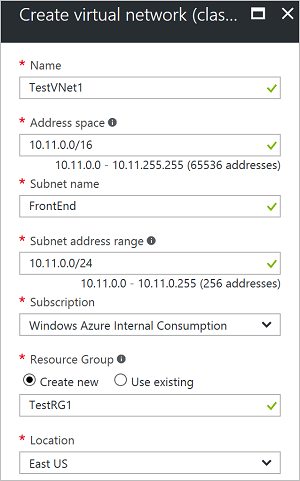 Create virtual network (clas...
* Name
TestVNet1
* Address space
10.11.0.0/16
10.11.0.0 - 10.11.255.255 (65536 addresses)
* Subnet name
FrontEnd
* Subnet address range
10.11.0.0/24
10.11.0.0 - 10.11.0.255 (256 addresses)
* Subscription
Windows Azure Internal Consumption
* Resource Group
Create new Use existing
TestRG1
* Location
East US